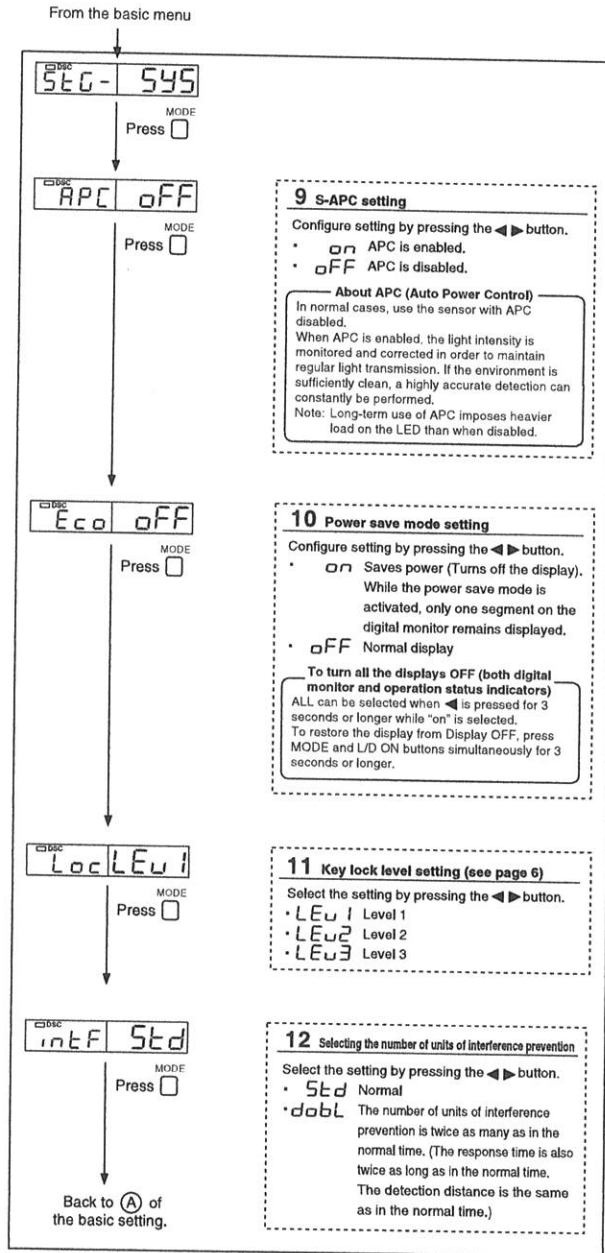 From the basic menu
DSC
StG- SYS
MODE
Press
DSC
APC oFF
MODE
Press
9 S-APC setting
Configure setting by pressing the ◀ ▶ button.
· on APC is enabled.
· oFF APC is disabled.
About APC (Auto Power Control)
In normal cases, use the sensor with APC
disabled.
When APC is enabled, the light intensity is
monitored and corrected in order to maintain
regular light transmission. If the environment is
sufficiently clean, a highly accurate detection can
constantly be performed.
Note: Long-term use of APC imposes heavier
load on the LED than when disabled.
DSC
Eco oFF
MODE
Press
10 Power save mode setting
Configure setting by pressing the ◀ ▶ button.
· on Saves power (Turns off the display).
While the power save mode is
activated, only one segment on the
digital monitor remains displayed.
· oFF Normal display
To turn all the displays OFF (both digital
monitor and operation status indicators)
ALL can be selected when ◀ is pressed for 3
seconds or longer while "on" is selected.
To restore the display from Display OFF, press
MODE and L/D ON buttons simultaneously for 3
seconds or longer.
DSC
Loc LEv1
MODE
Press
11 Key lock level setting (see page 6)
Select the setting by pressing the ◀ ▶ button.
· LEv1 Level 1
· LEv2 Level 2
· LEv3 Level 3
DSC
intF Std
MODE
Press
12 Selecting the number of units of interference prevention
Select the setting by pressing the ◀ ▶ button.
· Std Normal
· dobL The number of units of interference
prevention is twice as many as in the
normal time. (The response time is also
twice as long as in the normal time.
The detection distance is the same
as in the normal time.)
Back to Ⓐ of
the basic setting.